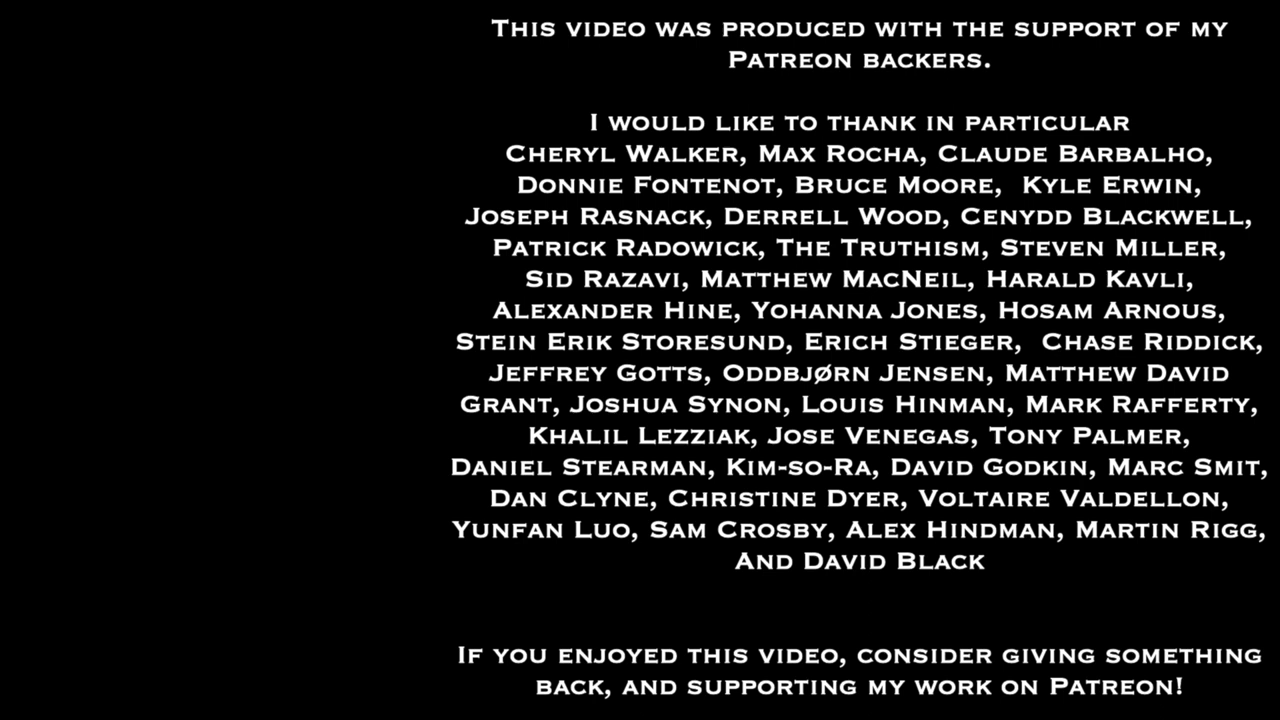 This video was produced with the support of my
Patreon backers.
I would like to thank in particular
Cheryl Walker, Max Rocha, Claude Barbalho,
Donnie Fontenot, Bruce Moore,  Kyle Erwin,
Joseph Rasnack, Derrell Wood, Cenydd Blackwell,
Patrick Radowick, The Truthism, Steven Miller,
Sid Razavi, Matthew MacNeil, Harald Kavli,
Alexander Hine, Yohanna Jones, Hosam Arnous,
Stein Erik Storesund, Erich Stieger,  Chase Riddick,
Jeffrey Gotts, Oddbjørn Jensen, Matthew David
Grant, Joshua Synon, Louis Hinman, Mark Rafferty,
Khalil Lezziak, Jose Venegas, Tony Palmer,
Daniel Stearman, Kim-so-Ra, David Godkin, Marc Smit,
Dan Clyne, Christine Dyer, Voltaire Valdellon,
Yunfan Luo, Sam Crosby, Alex Hindman, Martin Rigg,
And David Black
If you enjoyed this video, consider giving something
back, and supporting my work on Patreon!